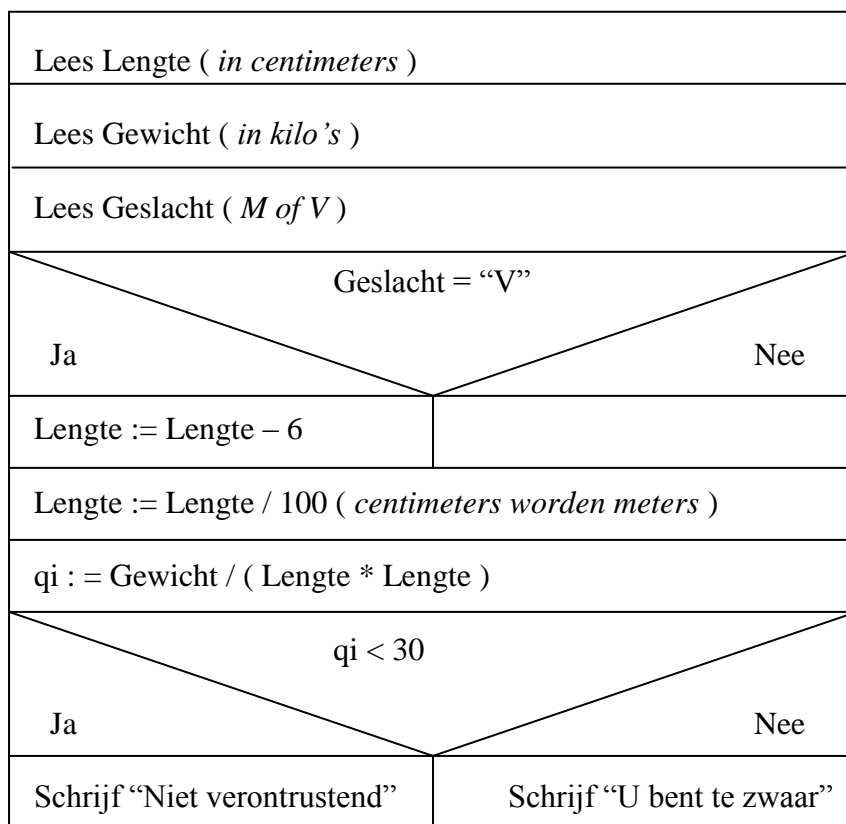 Lees Lengte ( in centimeters )
Lees Gewicht ( in kilo’s )
Lees Geslacht ( M of V )
Geslacht = “V”
Ja Nee
Lengte := Lengte – 6
Lengte := Lengte / 100 ( centimeters worden meters )
qi : = Gewicht / ( Lengte * Lengte )
qi < 30
Ja Nee
Schrijf “Niet verontrustend” Schrijf “U bent te zwaar”